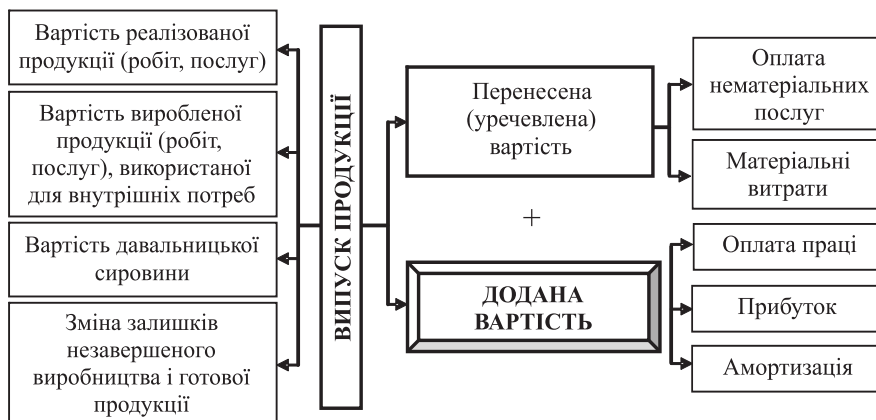 Вартість реалізованої
продукції (робіт, послуг)
Вартість виробленої
продукції (робіт,
послуг), використаної
для внутрішніх потреб
Вартість давальницької
сировини
Зміна залишків
незавершеного
виробництва і готової
продукції
ВИПУСК ПРОДУКЦІЇ
Перенесена
(уречевлена)
вартість
+
ДОДАНА
ВАРТІСТЬ
Оплата
нематеріальних
послуг
Матеріальні
витрати
Оплата праці
Прибуток
Амортизація